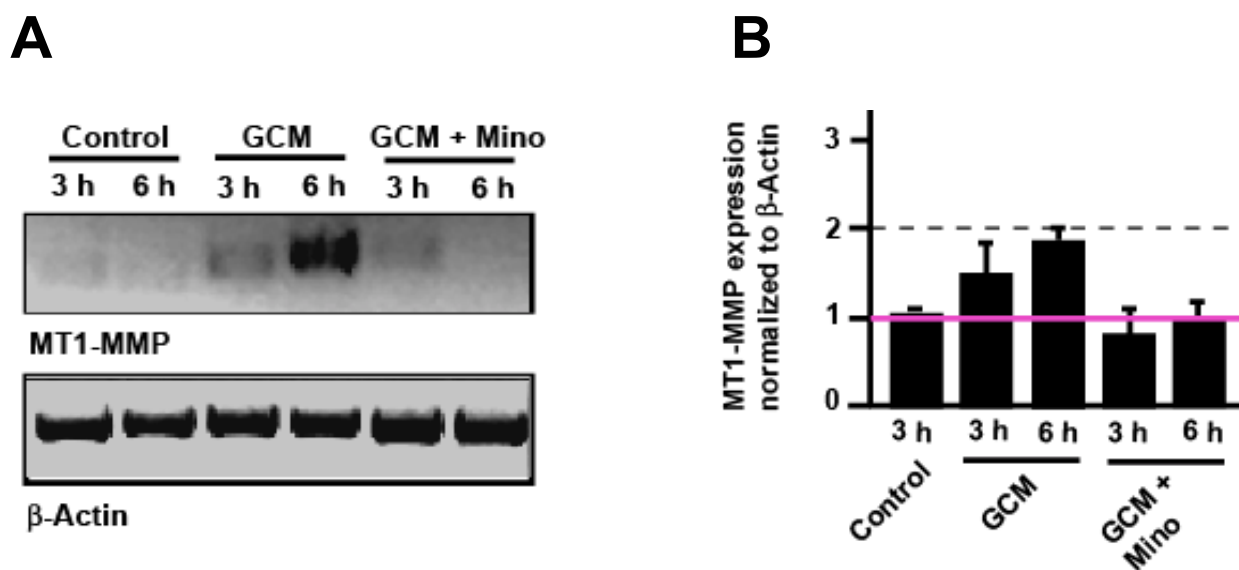 A
Control GCM GCM + Mino
3 h 6 h 3 h 6 h 3 h 6 h
MT1-MMP
β-Actin
B
MT1-MMP expression
normalized to β-Actin
3
2
1
0
3 h 3 h 6 h 3 h 6 h
Control GCM GCM +
Mino